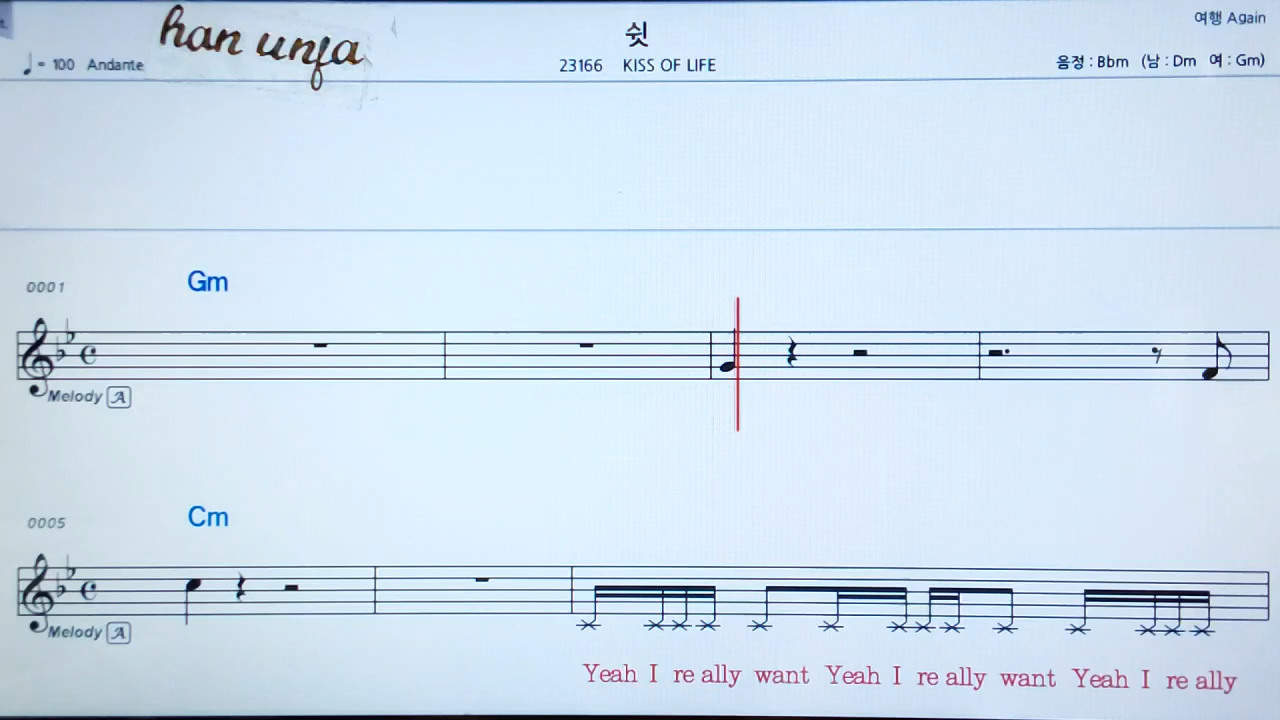 han unfa
쉿
여행 Again
♩ = 100 Andante
23166 KISS OF LIFE
음정 : Bbm (남 : Dm 여 : Gm)
0001
Gm
Melody A
0005
Cm
Melody A
Yeah I re ally want Yeah I re ally want Yeah I re ally